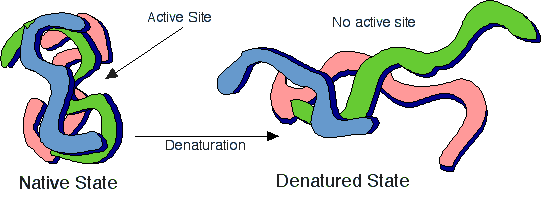 Active Site
No active site
Denaturation
Native State
Denatured State